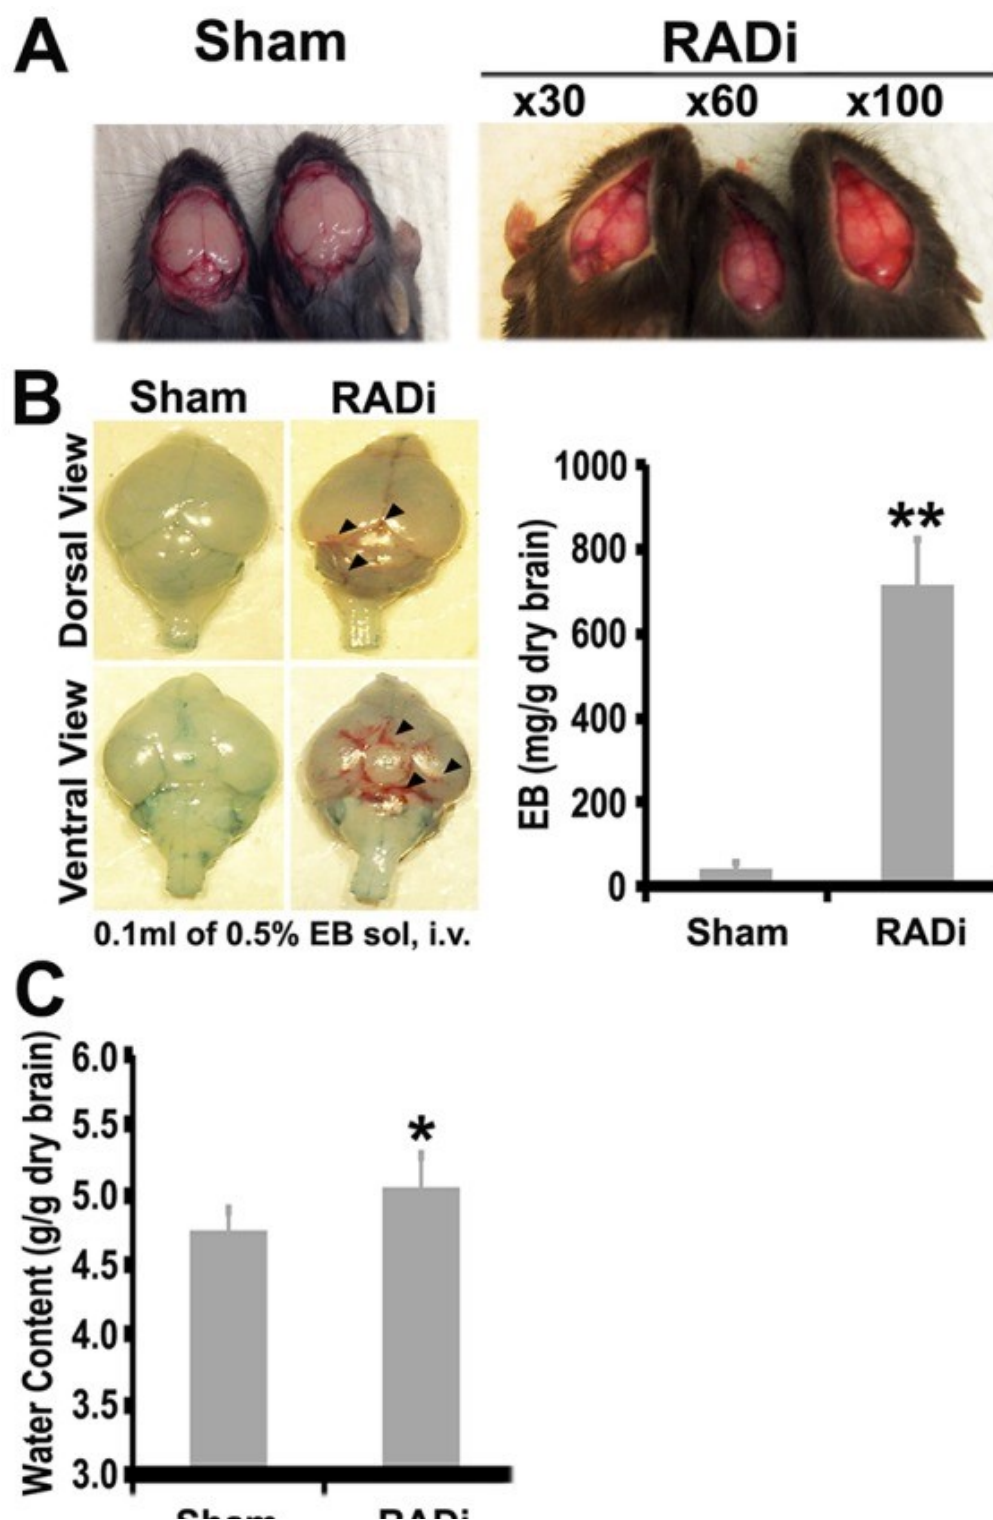 A
Sham
RADi
x30 x60 x100
B
Sham RADi
Dorsal View
Ventral View
0.1ml of 0.5% EB sol, i.v.
EB (mg/g dry brain)
1000
800
600
400
200
0
**
Sham RADi
C
Water Content (g/g dry brain)
6.0
5.5
5.0
4.5
4.0
3.5
3.0
*
Sham RADi